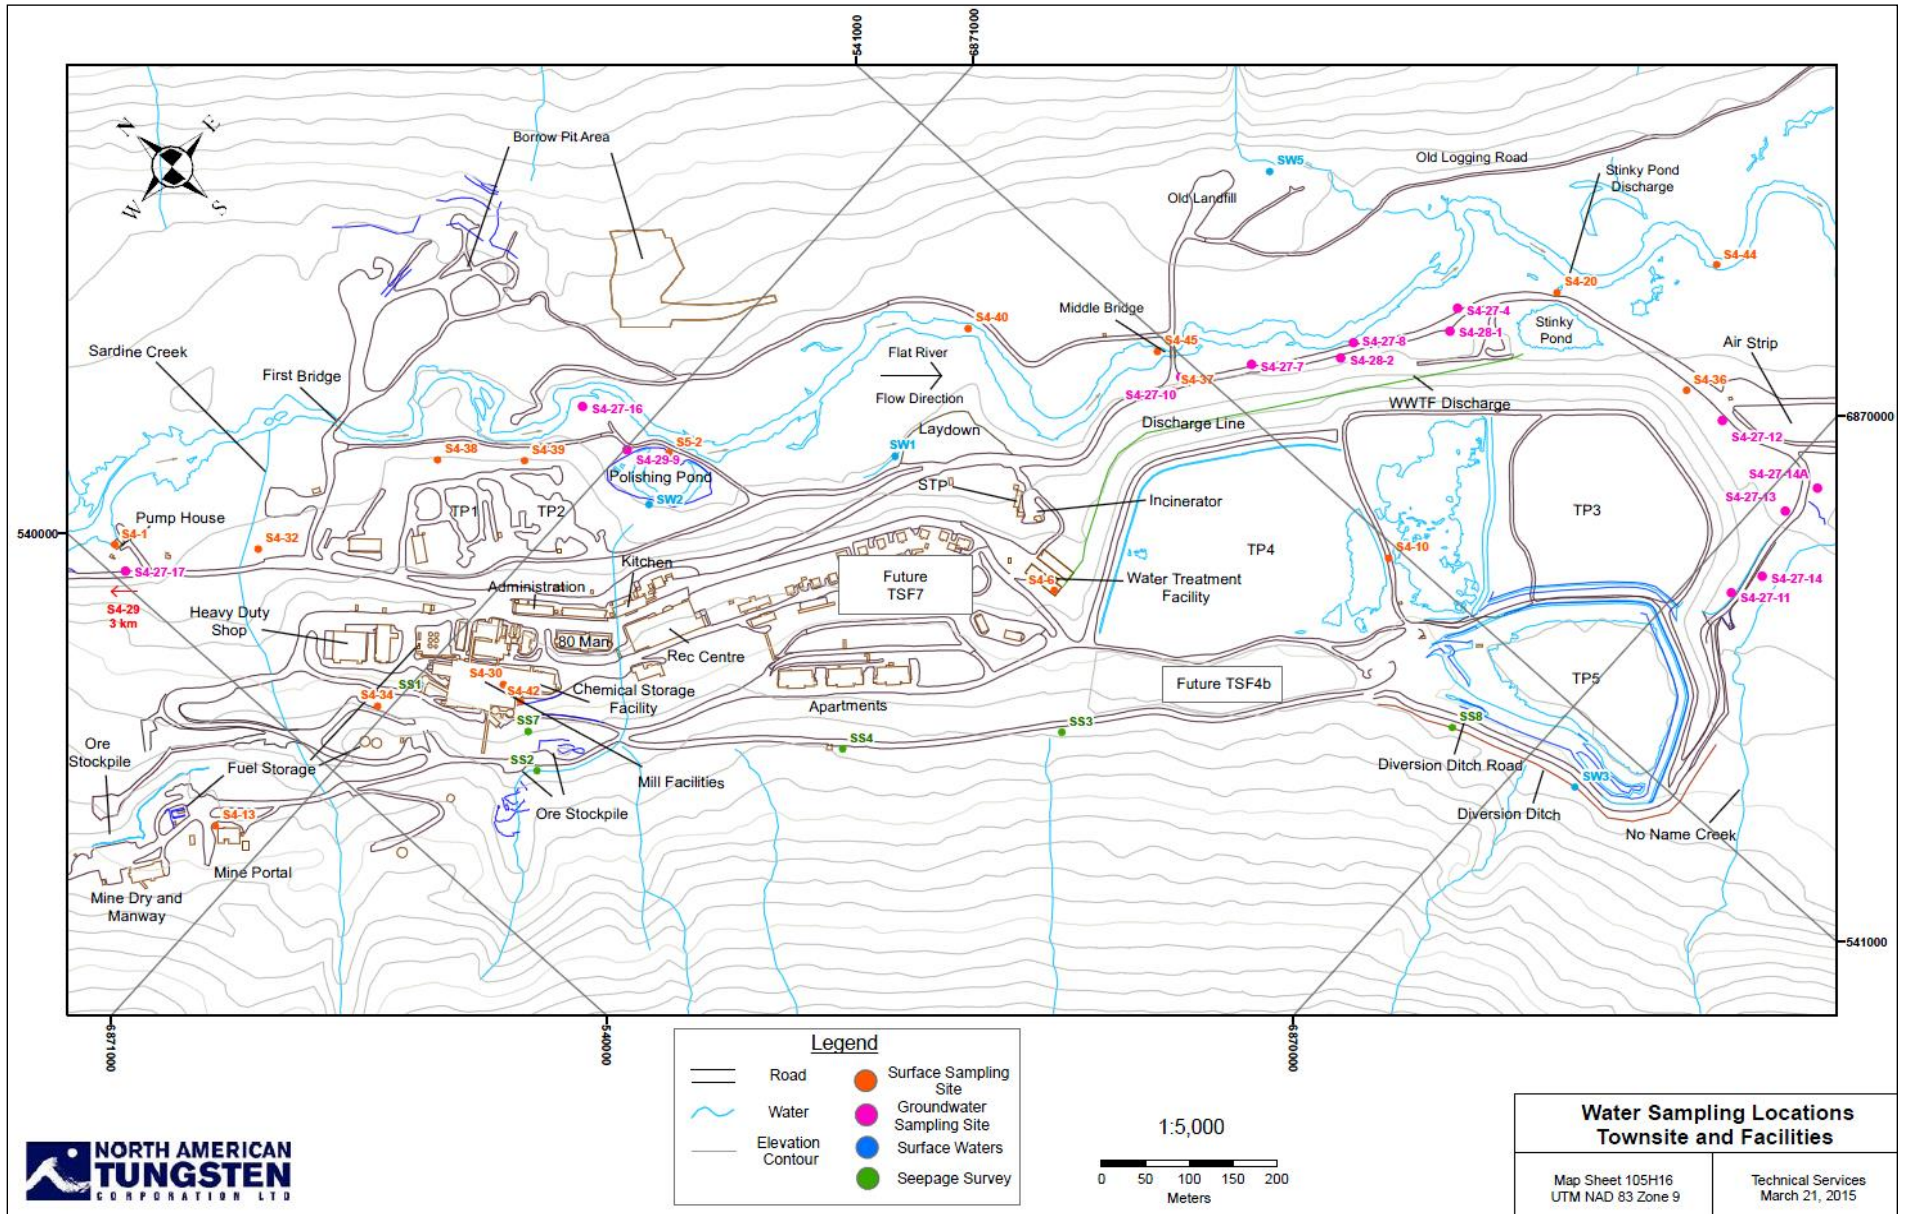 541000
6871000
N
E
W
S
Borrow Pit Area
SW5
Old Logging Road
Stinky Pond
Discharge
Old Landfill
S4-44
S4-20
Middle Bridge
S4-40
S4-27-4
S4-28-1
Stinky
Pond
Air Strip
Sardine Creek
First Bridge
Flat River
Flow Direction
S4-45
S4-27-8
S4-28-2
S4-27-7
S4-37
S4-27-10
S4-36
WWTF Discharge
Discharge Line
6870000
S4-27-16
Laydown
S4-27-12
S4-38
S4-39
S5-2
SW1
S4-29-9
Polishing Pond
SW2
STP
Incinerator
S4-27-14A
S4-27-13
TP1
TP2
TP3
Pump House
540000
S4-1
S4-32
S4-27-17
TP4
S4-10
Kitchen
Administration
Future
TSF7
S4-6
Water Treatment
Facility
S4-27-14
S4-27-11
S4-29
3 km
Heavy Duty
Shop
80 Man
Rec Centre
S4-30
SS1
S4-34
S4-42
Chemical Storage
Facility
Future TSF4b
TP5
Apartments
SS7
SS3
SS8
SS4
Ore
Stockpile
Fuel Storage
SS2
Mill Facilities
Diversion Ditch Road
SW3
Ore Stockpile
Diversion Ditch
No Name Creek
S4-13
Mine Portal
Mine Dry and
Manway
541000
6871000
540000
6870000
Legend
Road
Surface Sampling
Site
Water
Groundwater
Sampling Site
Elevation
Contour
Surface Waters
Seepage Survey
1:5,000
0 50 100 150 200
Meters
NORTH AMERICAN
TUNGSTEN
CORPORATION LTD
Water Sampling Locations
Townsite and Facilities
Map Sheet 105H16
UTM NAD 83 Zone 9
Technical Services
March 21, 2015